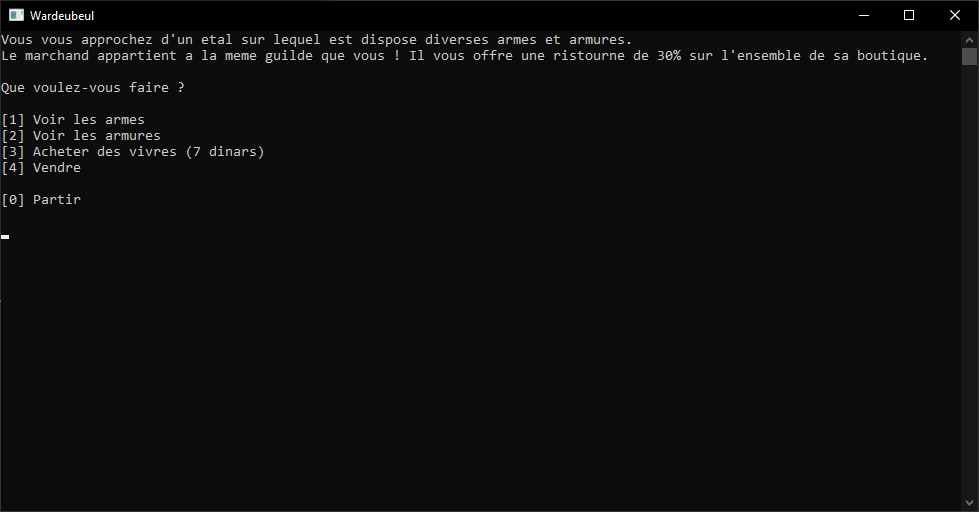 Wardeubeul
Vous vous approchez d'un etal sur lequel est dispose diverses armes et armures.
Le marchand appartient a la meme guilde que vous ! Il vous offre une ristourne de 30% sur l'ensemble de sa boutique.
Que voulez-vous faire ?
[1] Voir les armes
[2] Voir les armures
[3] Acheter des vivres (7 dinars)
[4] Vendre
[0] Partir